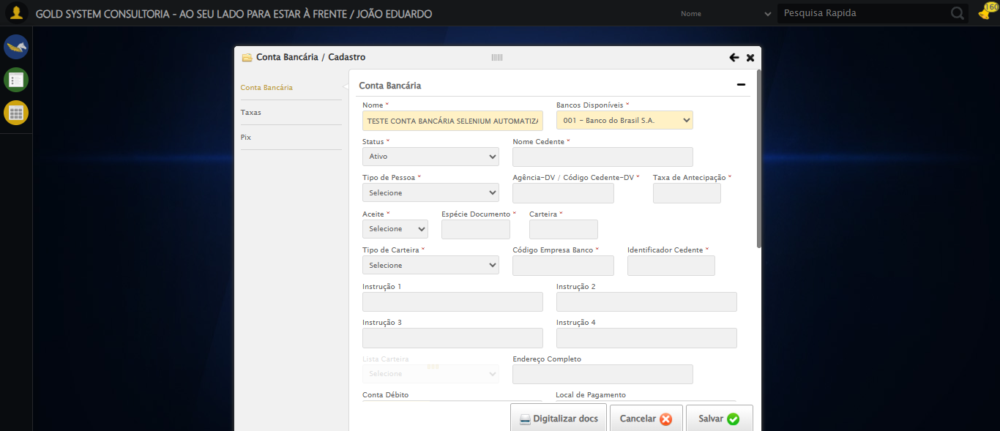 GOLD SYSTEM CONSULTORIA - AO SEU LADO PARA ESTAR À FRENTE / JOÃO EDUARDO
Nome
Pesquisa Rapida
160
Conta Bancária / Cadastro
Conta Bancária
Taxas
Pix
Conta Bancária
Nome * Bancos Disponíveis *
TESTE CONTA BANCÁRIA SELENIUM AUTOMATIZA 001 - Banco do Brasil S.A.
Status * Nome Cedente *
Ativo
Tipo de Pessoa * Agência-DV / Código Cedente-DV * Taxa de Antecipação *
Selecione
Aceite * Espécie Documento * Carteira *
Selecione
Tipo de Carteira * Código Empresa Banco * Identificador Cedente *
Selecione
Instrução 1 Instrução 2
Instrução 3 Instrução 4
Lista Carteira Endereço Completo
Selecione
Conta Débito Local de Pagamento
Digitalizar docs Cancelar Salvar